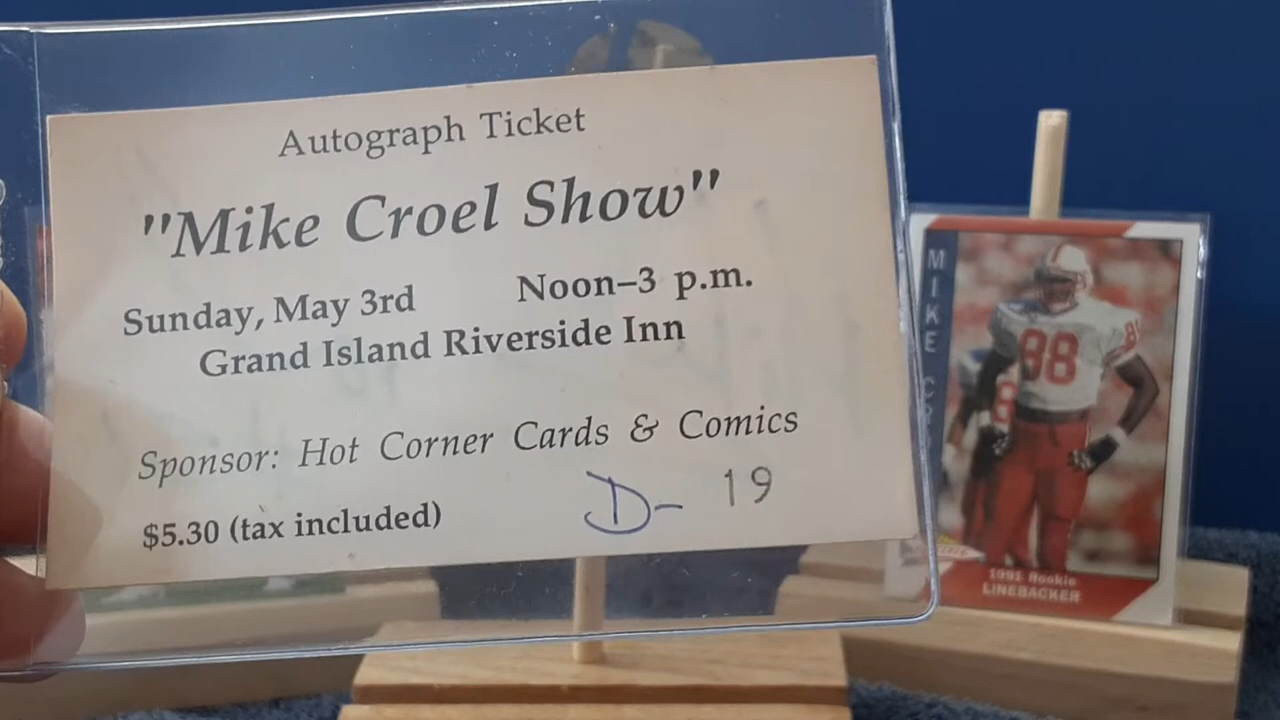 Autograph Ticket
"Mike Croel Show"
Sunday, May 3rd Noon–3 p.m.
Grand Island Riverside Inn
Sponsor: Hot Corner Cards & Comics
$5.30 (tax included) D- 19
MIKE
88
88
1991 Rookie
LINEBACKER